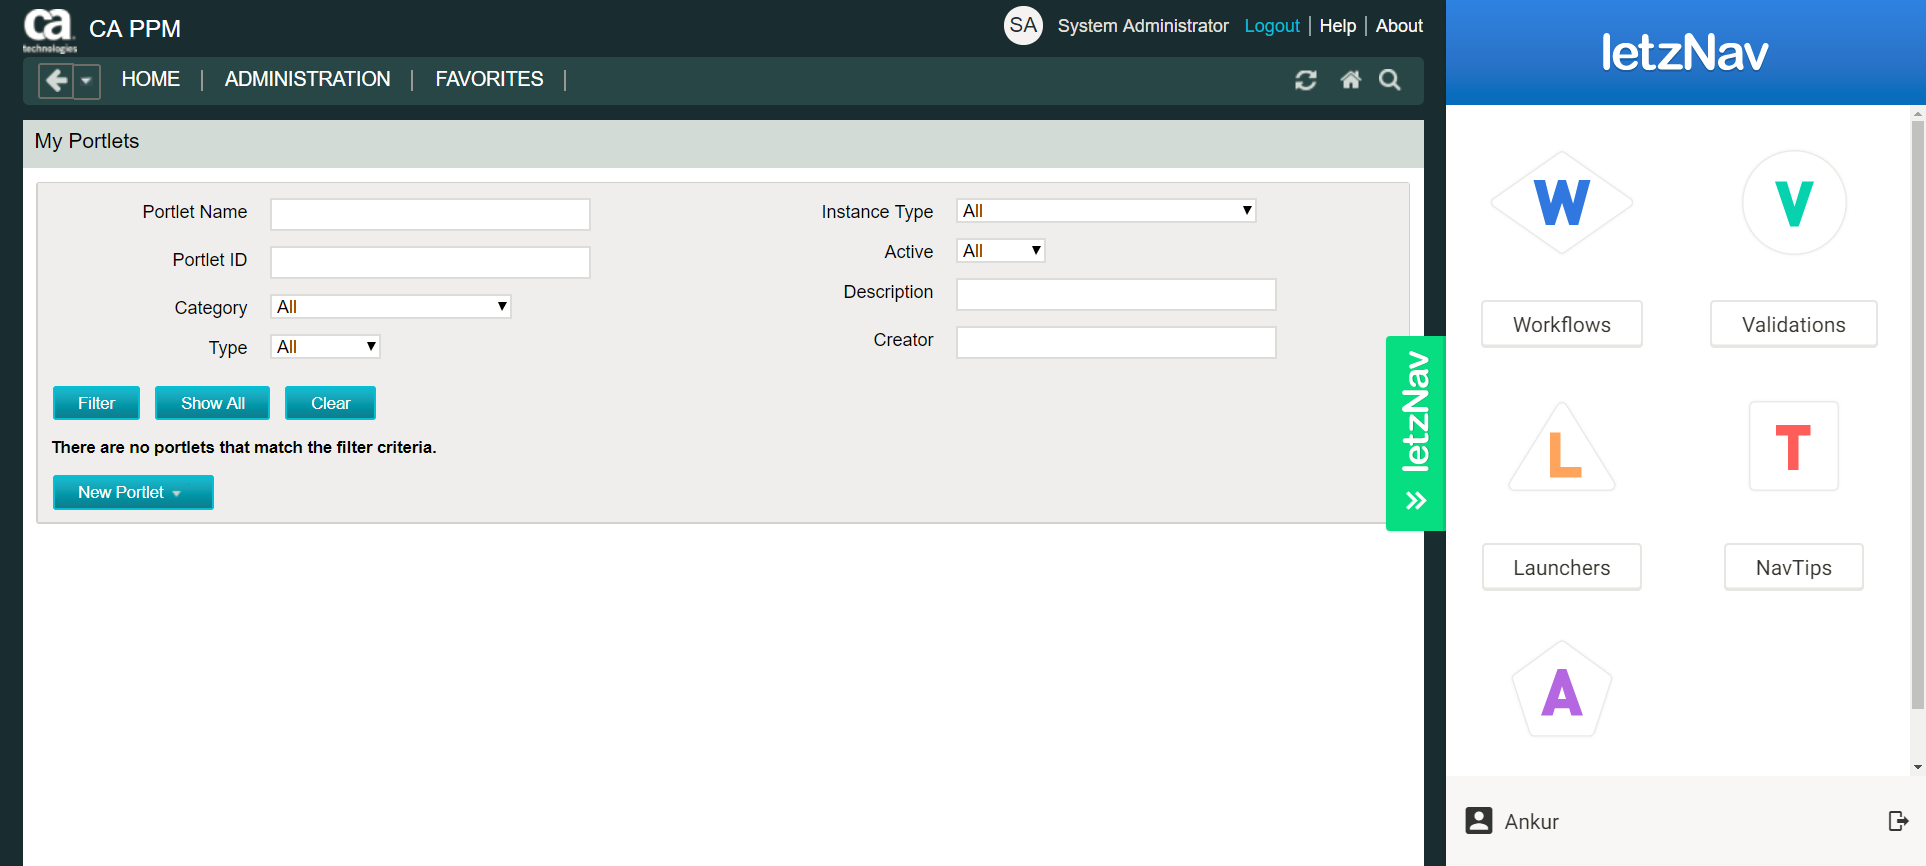 ca technologies
CA PPM
SA System Administrator Logout | Help | About
HOME | ADMINISTRATION | FAVORITES |
My Portlets
Portlet Name
Portlet ID
Category All
Type All
Instance Type All
Active All
Description
Creator
Filter Show All Clear
There are no portlets that match the filter criteria.
New Portlet
letzNav
letzNav
W V
Workflows Validations
L T
Launchers NavTips
A
Ankur